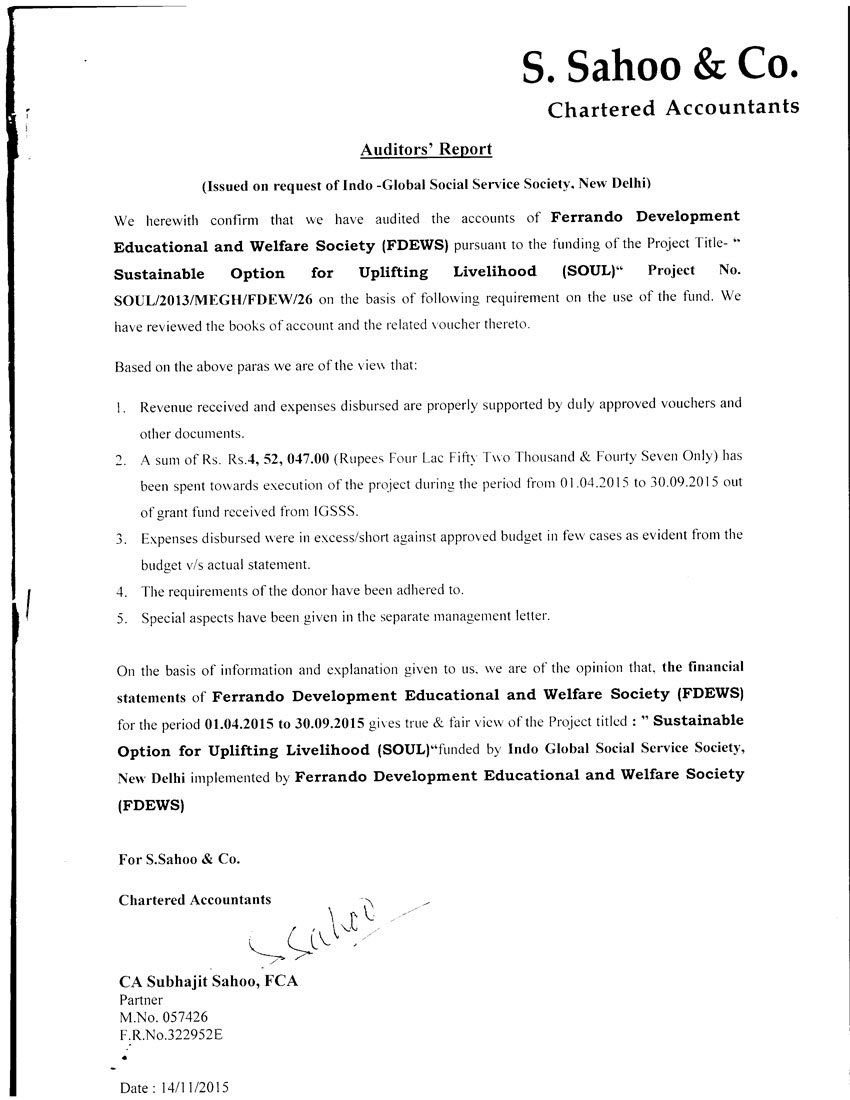 S. Sahoo & Co.
Chartered Accountants
Auditors' Report
(Issued on request of Indo -Global Social Service Society, New Delhi)
We herewith confirm that we have audited the accounts of Ferrando Development
Educational and Welfare Society (FDEWS) pursuant to the funding of the Project Title- “
Sustainable Option for Uplifting Livelihood (SOUL)“ Project No.
SOUL/2013/MEGH/FDEW/26 on the basis of following requirement on the use of the fund. We
have reviewed the books of account and the related voucher thereto.
Based on the above paras we are of the view that:
1. Revenue received and expenses disbursed are properly supported by duly approved vouchers and
other documents.
2. A sum of Rs. Rs.4, 52, 047.00 (Rupees Four Lac Fifty Two Thousand & Fourty Seven Only) has
been spent towards execution of the project during the period from 01.04.2015 to 30.09.2015 out
of grant fund received from IGSSS.
3. Expenses disbursed were in excess/short against approved budget in few cases as evident from the
budget v/s actual statement.
4. The requirements of the donor have been adhered to.
5. Special aspects have been given in the separate management letter.
On the basis of information and explanation given to us, we are of the opinion that, the financial
statements of Ferrando Development Educational and Welfare Society (FDEWS)
for the period 01.04.2015 to 30.09.2015 gives true & fair view of the Project titled : ” Sustainable
Option for Uplifting Livelihood (SOUL)“funded by Indo Global Social Service Society,
New Delhi implemented by Ferrando Development Educational and Welfare Society
(FDEWS)
For S.Sahoo & Co.
Chartered Accountants
S Sahoo
CA Subhajit Sahoo, FCA
Partner
M.No. 057426
F.R.No.322952E
Date : 14/11/2015